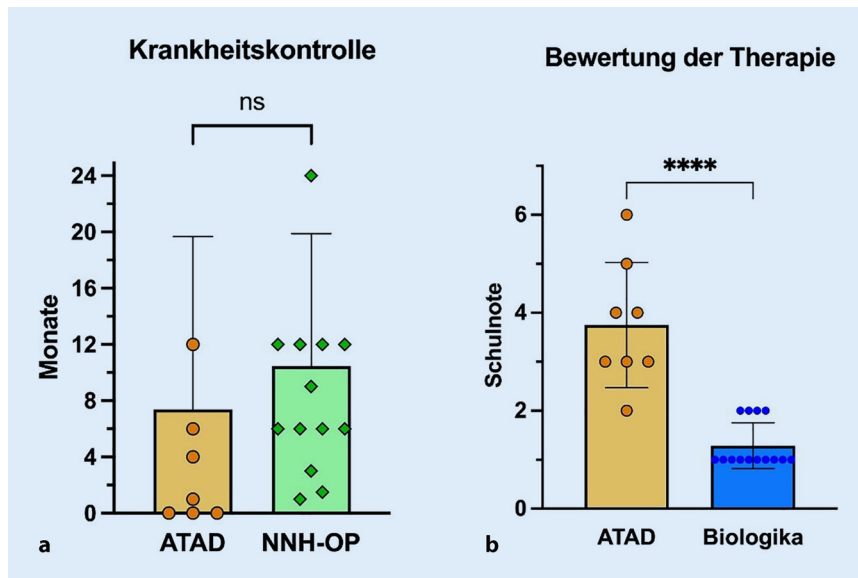 Krankheitskontrolle
ns
24
20
16
12
8
4
0
Monate
ATAD NNH-OP
a
Bewertung der Therapie
****
6
4
2
0
Schulnote
ATAD Biologika
b